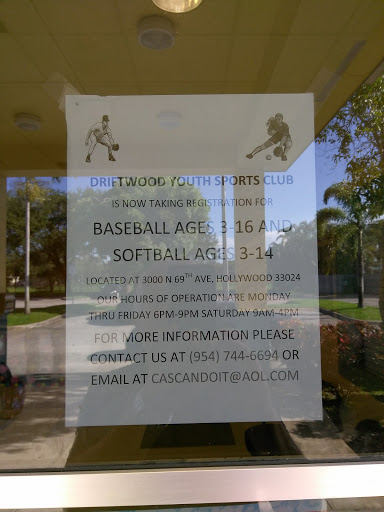 DRIFTWOOD YOUTH SPORTS CLUB
IS NOW TAKING REGISTRATION FOR
BASEBALL AGES 3-16 AND
SOFTBALL AGES 3-14
LOCATED AT 3000 N 69TH AVE, HOLLYWOOD 33024
OUR HOURS OF OPERATION ARE MONDAY
THRU FRIDAY 6PM-9PM SATURDAY 9AM-4PM
FOR MORE INFORMATION PLEASE
CONTACT US AT (954) 744-6694 OR
EMAIL AT CASCANDOIT@AOL.COM